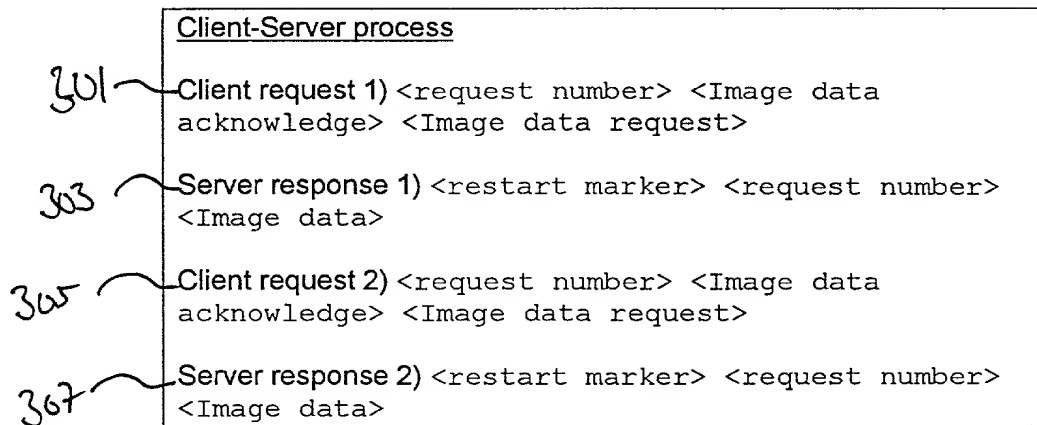 Client-Server process
301 Client request 1) <request number> <Image data
acknowledge> <Image data request>
303 Server response 1) <restart marker> <request number>
<Image data>
305 Client request 2) <request number> <Image data
acknowledge> <Image data request>
307 Server response 2) <restart marker> <request number>
<Image data>